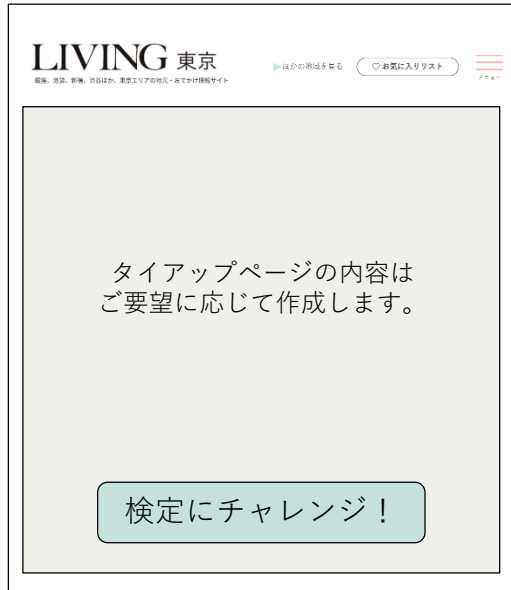 LIVING 東京
銀座、池袋、新宿、渋谷ほか、東京エリアの地元・おでかけ情報サイト
▶ほかの地域を見る
♡お気に入りリスト
メニュー
タイアップページの内容は
ご要望に応じて作成します。
検定にチャレンジ！